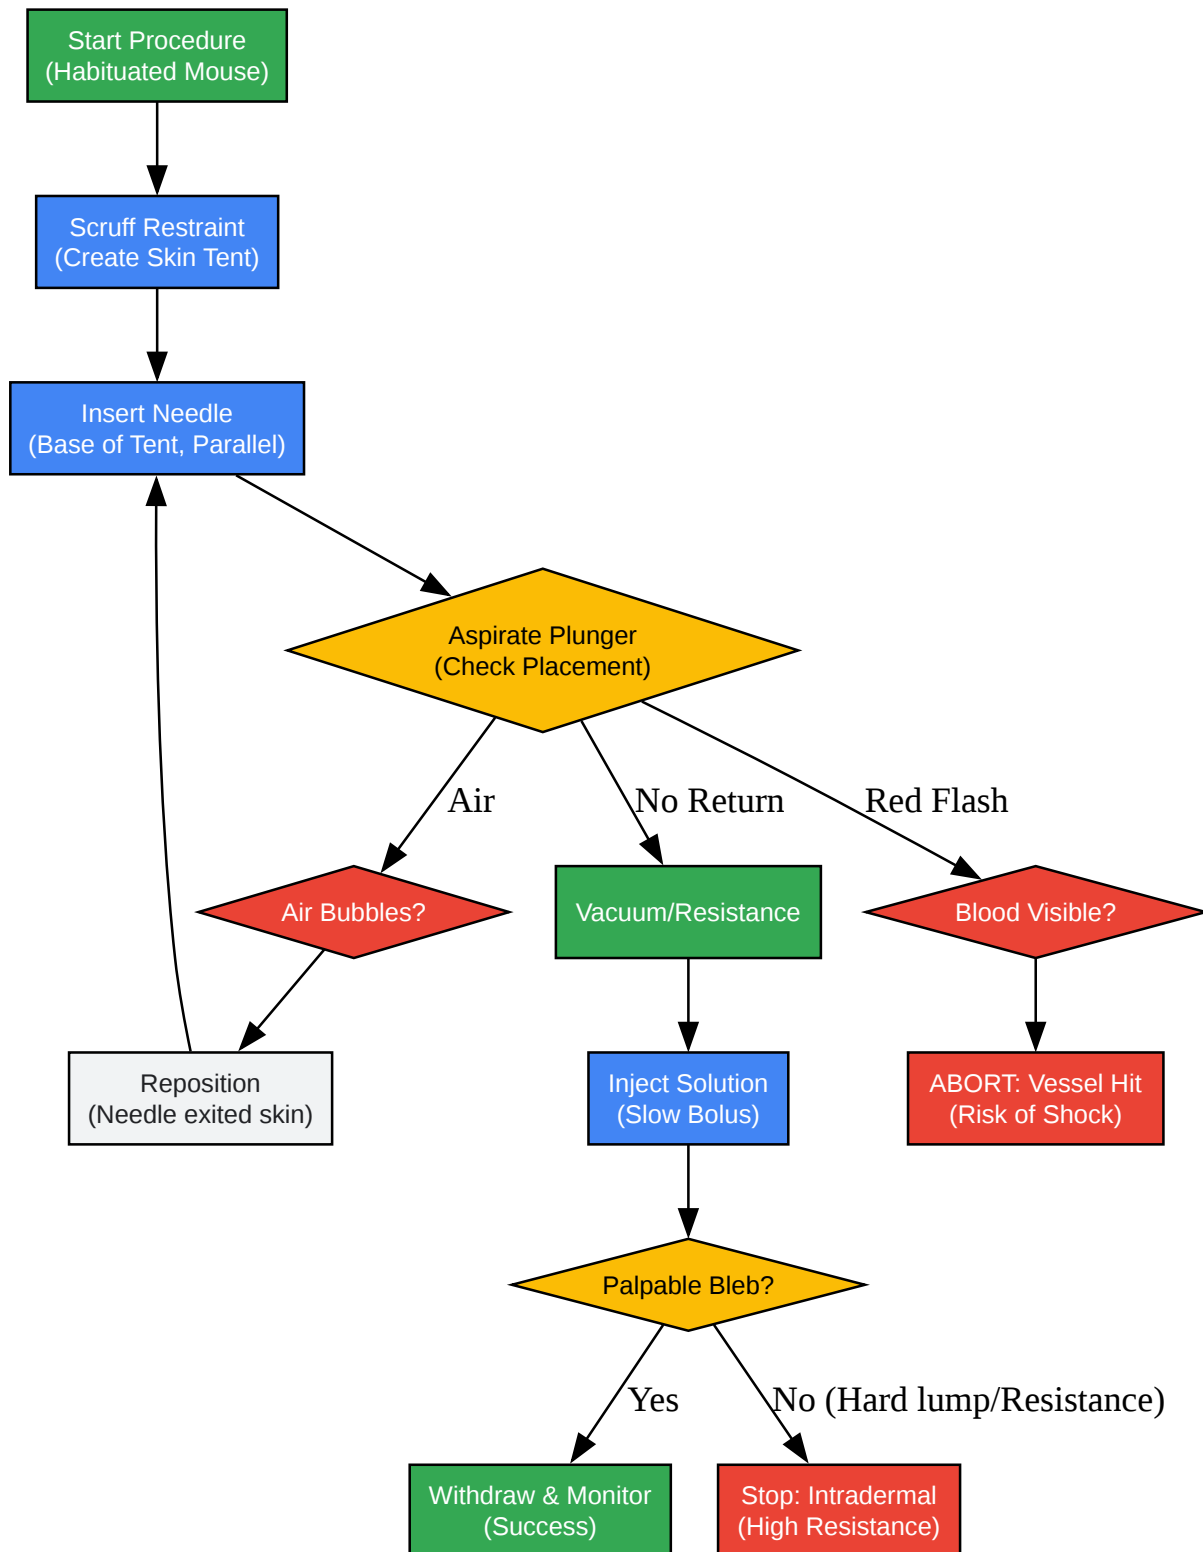 Start Procedure
(Habituated Mouse)
Scruff Restraint
(Create Skin Tent)
Insert Needle
(Base of Tent, Parallel)
Aspirate Plunger
(Check Placement)
Air
No Return
Red Flash
Air Bubbles?
Vacuum/Resistance
Blood Visible?
Reposition
(Needle exited skin)
Inject Solution
(Slow Bolus)
ABORT: Vessel Hit
(Risk of Shock)
Palpable Bleb?
Yes
No (Hard lump/Resistance)
Withdraw & Monitor
(Success)
Stop: Intradermal
(High Resistance)